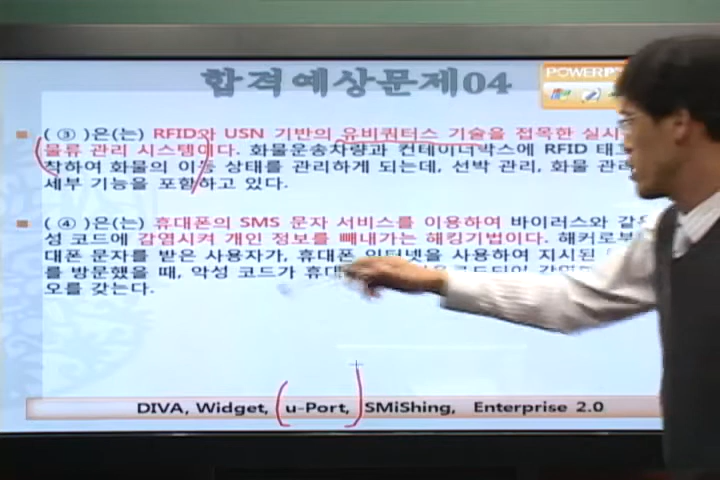 합격예상문제04
POWERP
( ③ )은(는) RFID와 USN 기반의 유비쿼터스 기술을 접목한 실시
물류 관리 시스템이다. 화물운송차량과 컨테이너박스에 RFID 태그
착하여 화물의 이동 상태를 관리하게 되는데, 선박 관리, 화물 관리
세부 기능을 포함하고 있다.
( ④ )은(는) 휴대폰의 SMS 문자 서비스를 이용하여 바이러스와 같은
성 코드에 감염시켜 개인 정보를 빼내가는 해킹기법이다. 해커로부
대폰 문자를 받은 사용자가, 휴대폰 인터넷을 사용하여 지시된
를 방문했을 때, 악성 코드가
오를 갖는다.
DIVA, Widget, u-Port, SMiShing, Enterprise 2.0